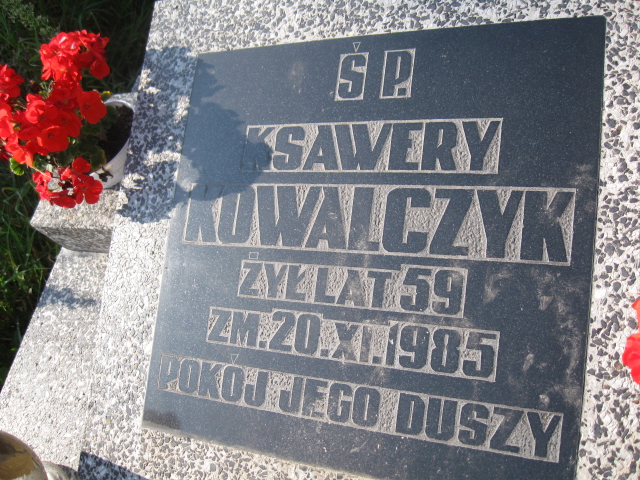 Ś P.
KSAWERY
KOWALCZYK
ŻYŁ LAT 59
ZM. 20.XI.1985
POKÓJ JEGO DUSZY